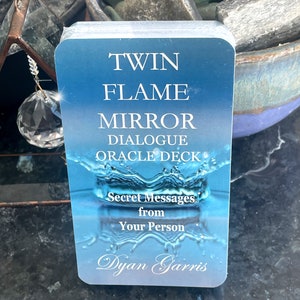 TWIN
FLAME
MIRROR
DIALOGUE
ORACLE DECK
Secret Messages
from
Your Person
Dyan Garris